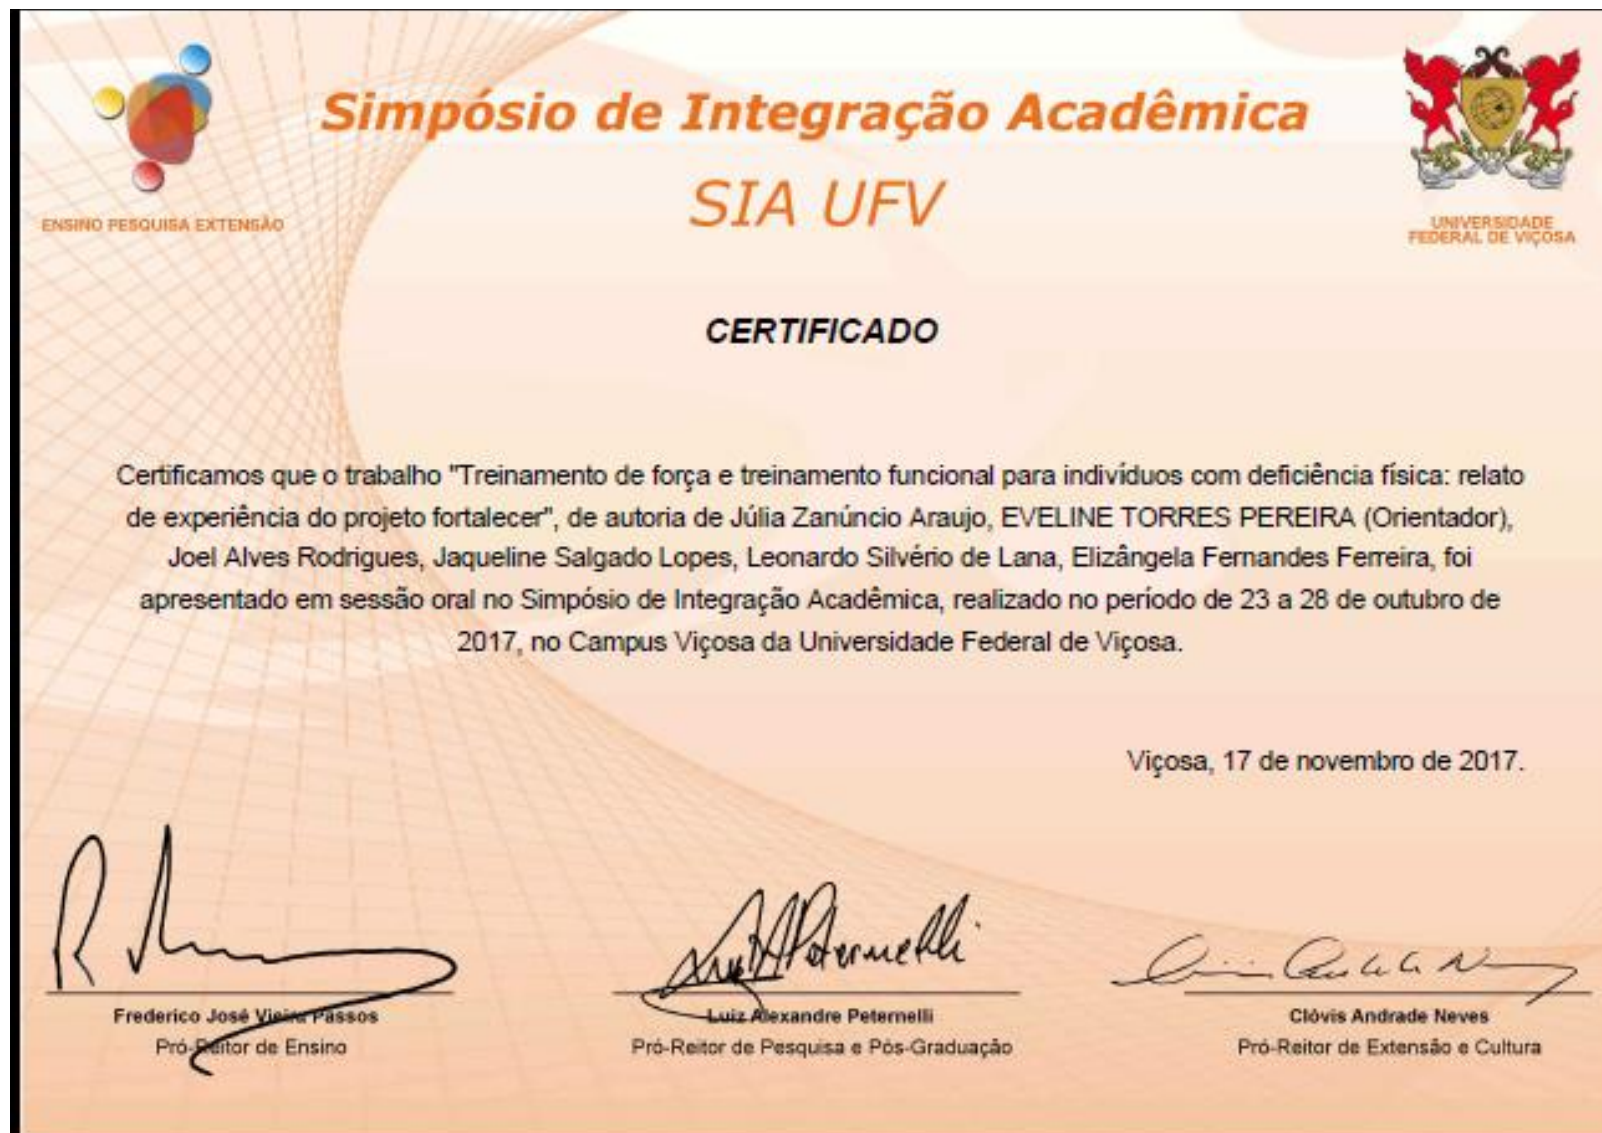 Simpósio de Integração Acadêmica
SIA UFV
ENSINO PESQUISA EXTENSÃO
UNIVERSIDADE
FEDERAL DE VIÇOSA
CERTIFICADO
Certificamos que o trabalho "Treinamento de força e treinamento funcional para indivíduos com deficiência física: relato
de experiência do projeto fortalecer", de autoria de Júlia Zanúncio Araujo, EVELINE TORRES PEREIRA (Orientador),
Joel Alves Rodrigues, Jaqueline Salgado Lopes, Leonardo Silvério de Lana, Elizângela Fernandes Ferreira, foi
apresentado em sessão oral no Simpósio de Integração Acadêmica, realizado no período de 23 a 28 de outubro de
2017, no Campus Viçosa da Universidade Federal de Viçosa.
Viçosa, 17 de novembro de 2017.
Frederico José Vieira Passos
Pró-Reitor de Ensino
Luiz Alexandre Peternelli
Pró-Reitor de Pesquisa e Pós-Graduação
Clóvis Andrade Neves
Pró-Reitor de Extensão e Cultura